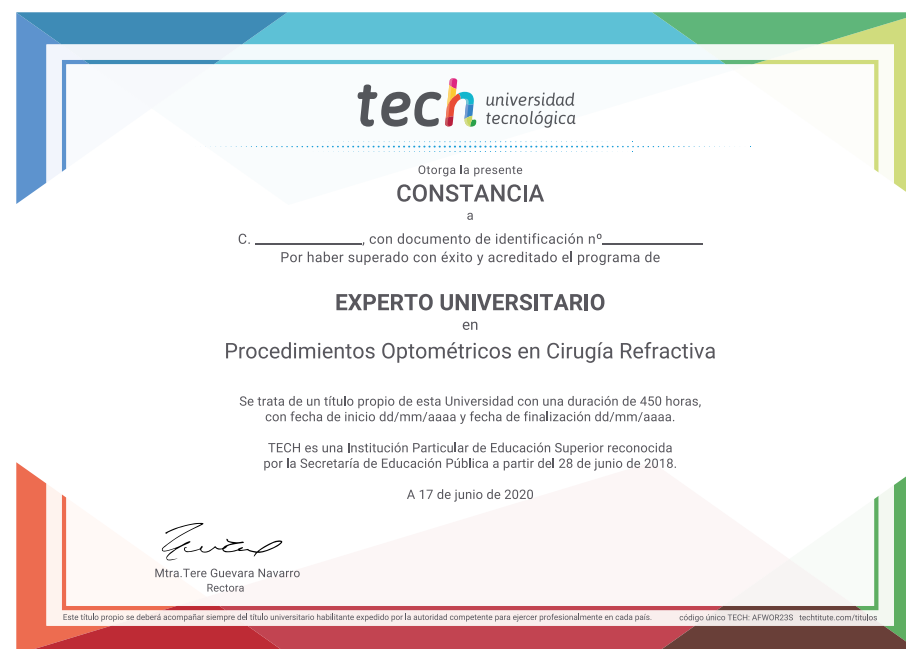 tech universidad
tecnológica
Otorga la presente
CONSTANCIA
a
C. ____________, con documento de identificación nº____________
Por haber superado con éxito y acreditado el programa de
EXPERTO UNIVERSITARIO
en
Procedimientos Optométricos en Cirugía Refractiva
Se trata de un título propio de esta Universidad con una duración de 450 horas,
con fecha de inicio dd/mm/aaaa y fecha de finalización dd/mm/aaaa.
TECH es una Institución Particular de Educación Superior reconocida
por la Secretaría de Educación Pública a partir del 28 de junio de 2018.
A 17 de junio de 2020
Mtra.Tere Guevara Navarro
Rectora
Este título propio se deberá acompañar siempre del título universitario habilitante expedido por la autoridad competente para ejercer profesionalmente en cada país. código único TECH: AFWOR23S techtitute.com/titulos